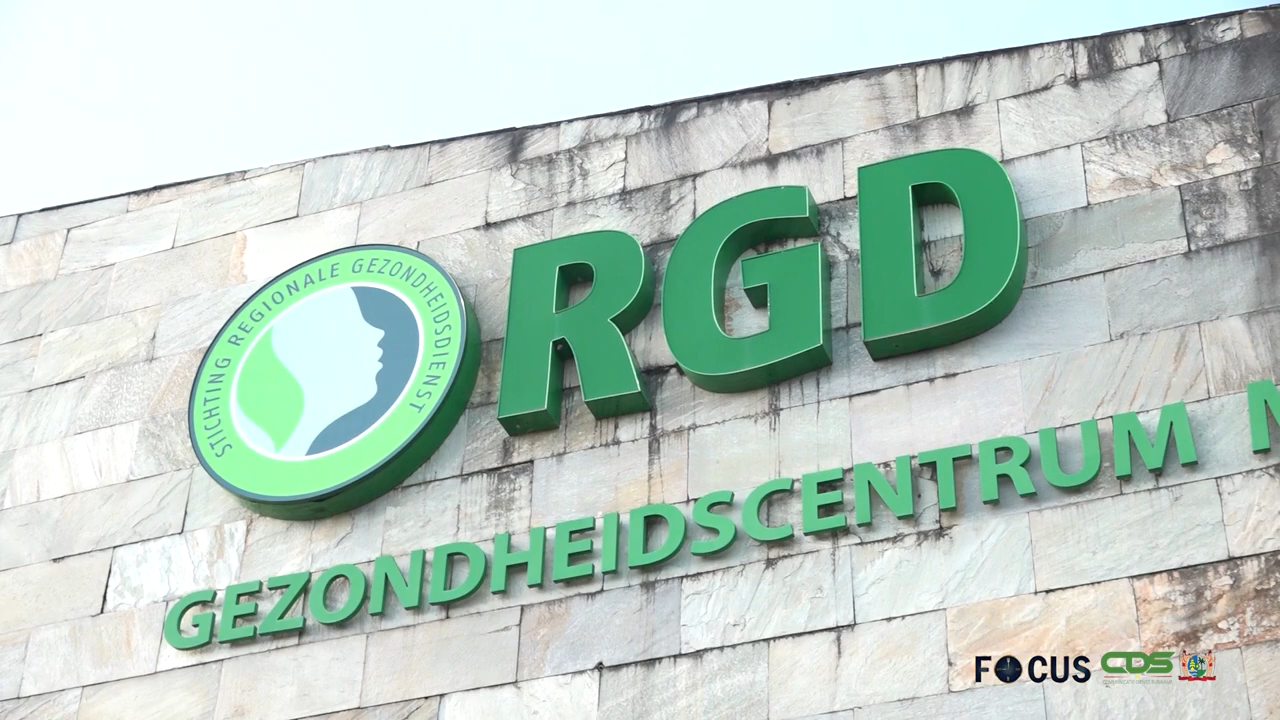 STICHTING REGIONALE GEZONDHEIDSDIENST
RGD
GEZONDHEIDSCENTRUM
FOCUS
CDS